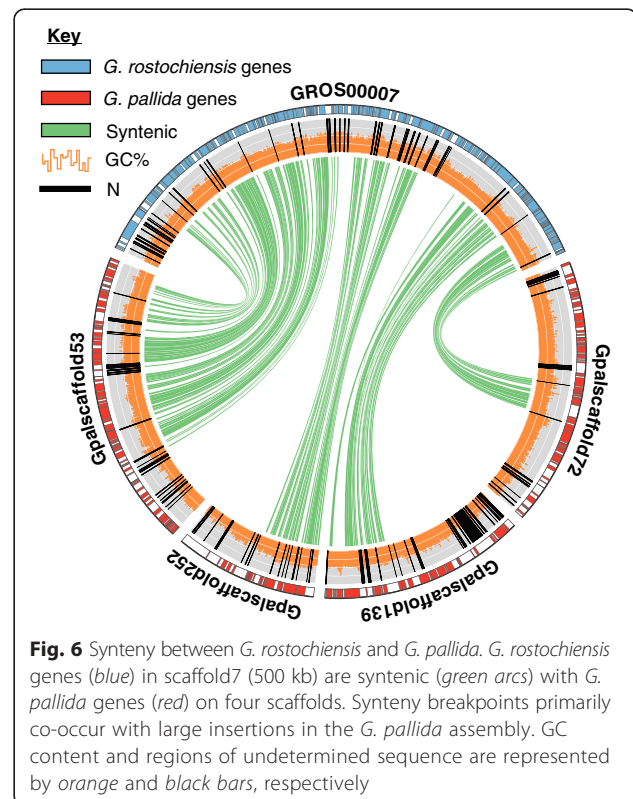 Key
G. rostochiensis genes
G. pallida genes
Syntenic
GC%
N
GROS00007
Gpalscaffold53
Gpalscaffold72
Gpalscaffold252
Gpalscaffold139
Fig. 6 Synteny between G. rostochiensis and G. pallida. G. rostochiensis
genes (blue) in scaffold7 (500 kb) are syntenic (green arcs) with G.
pallida genes (red) on four scaffolds. Synteny breakpoints primarily
co-occur with large insertions in the G. pallida assembly. GC
content and regions of undetermined sequence are represented
by orange and black bars, respectively